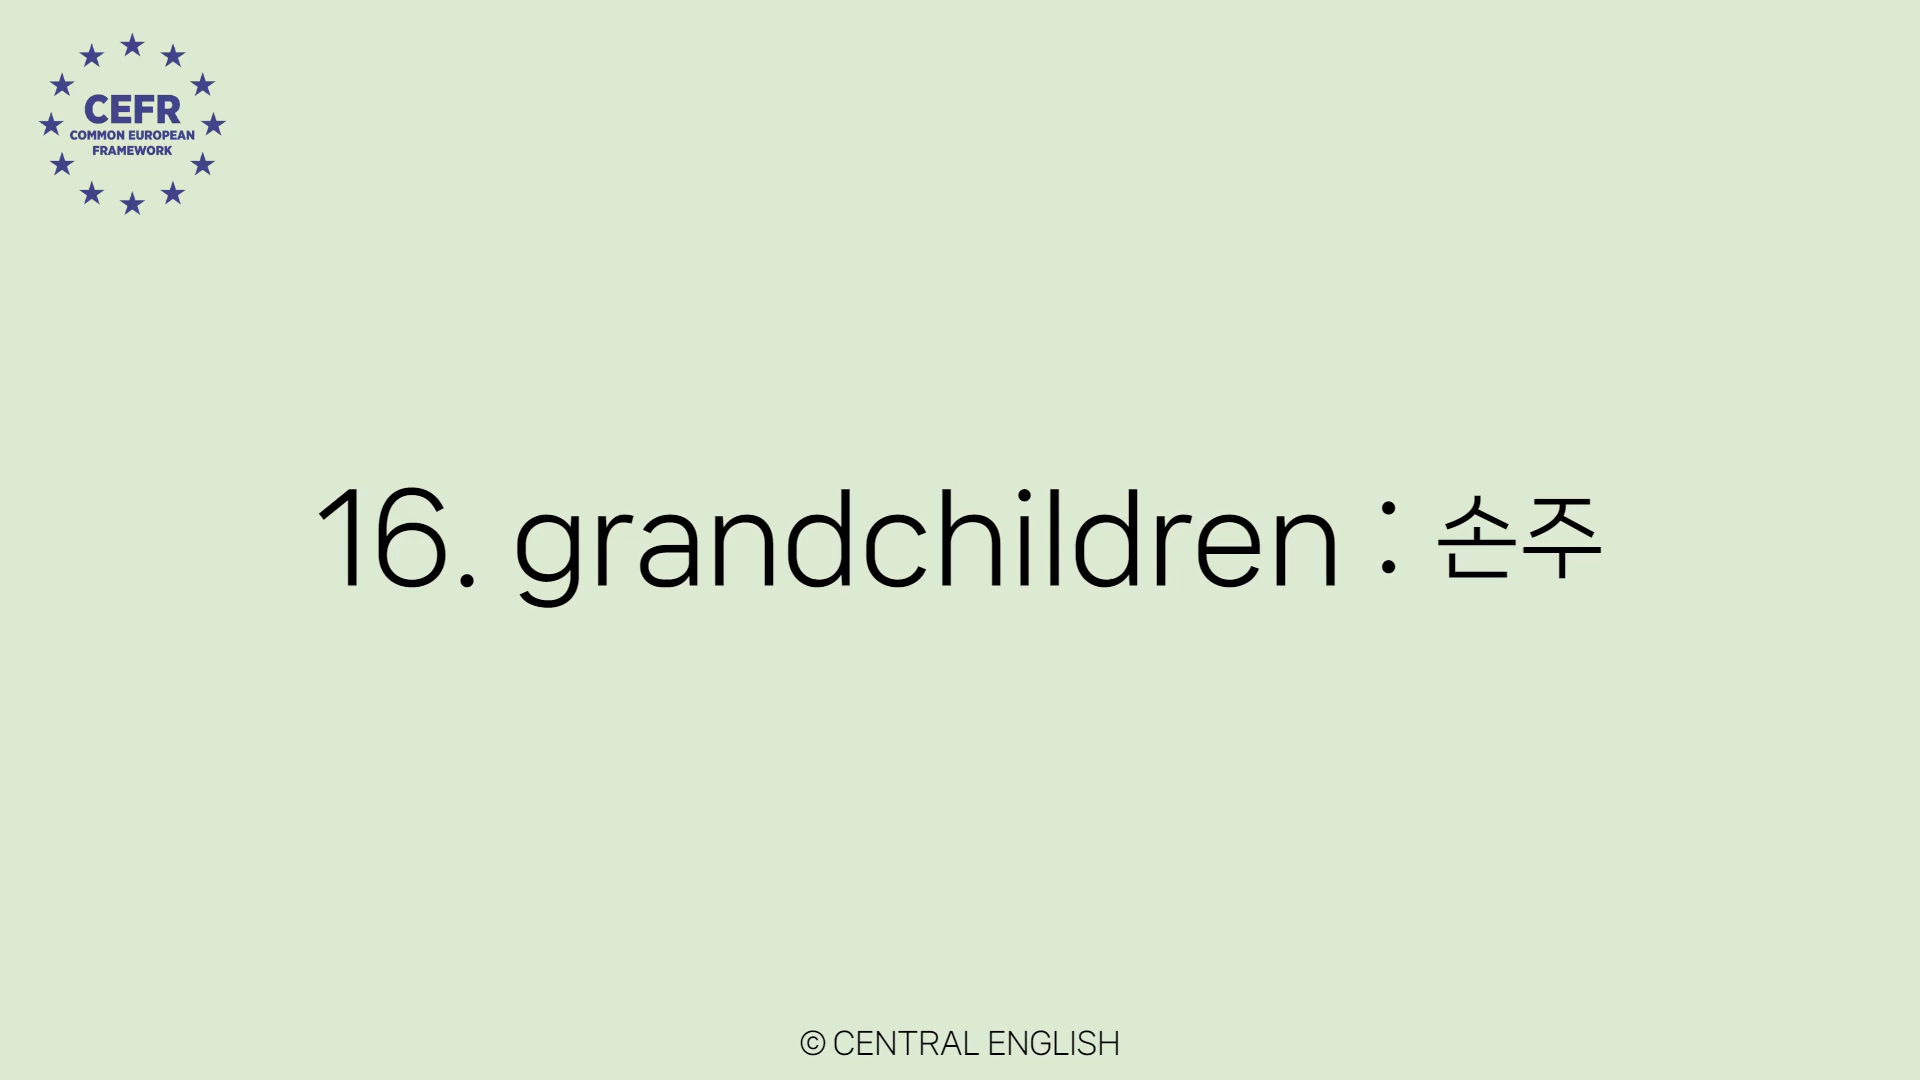 CEFR
COMMON EUROPEAN
FRAMEWORK
16. grandchildren : 손주
© CENTRAL ENGLISH